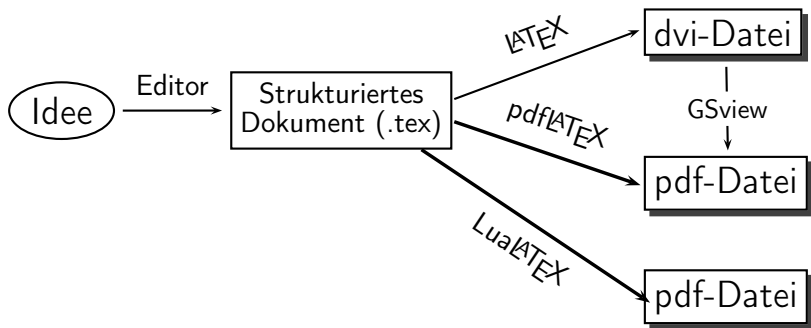 Idee
Editor
Strukturiertes
Dokument (.tex)
LATEX
dvi-Datei
GSview
pdfLATEX
pdf-Datei
LuaLATEX
pdf-Datei